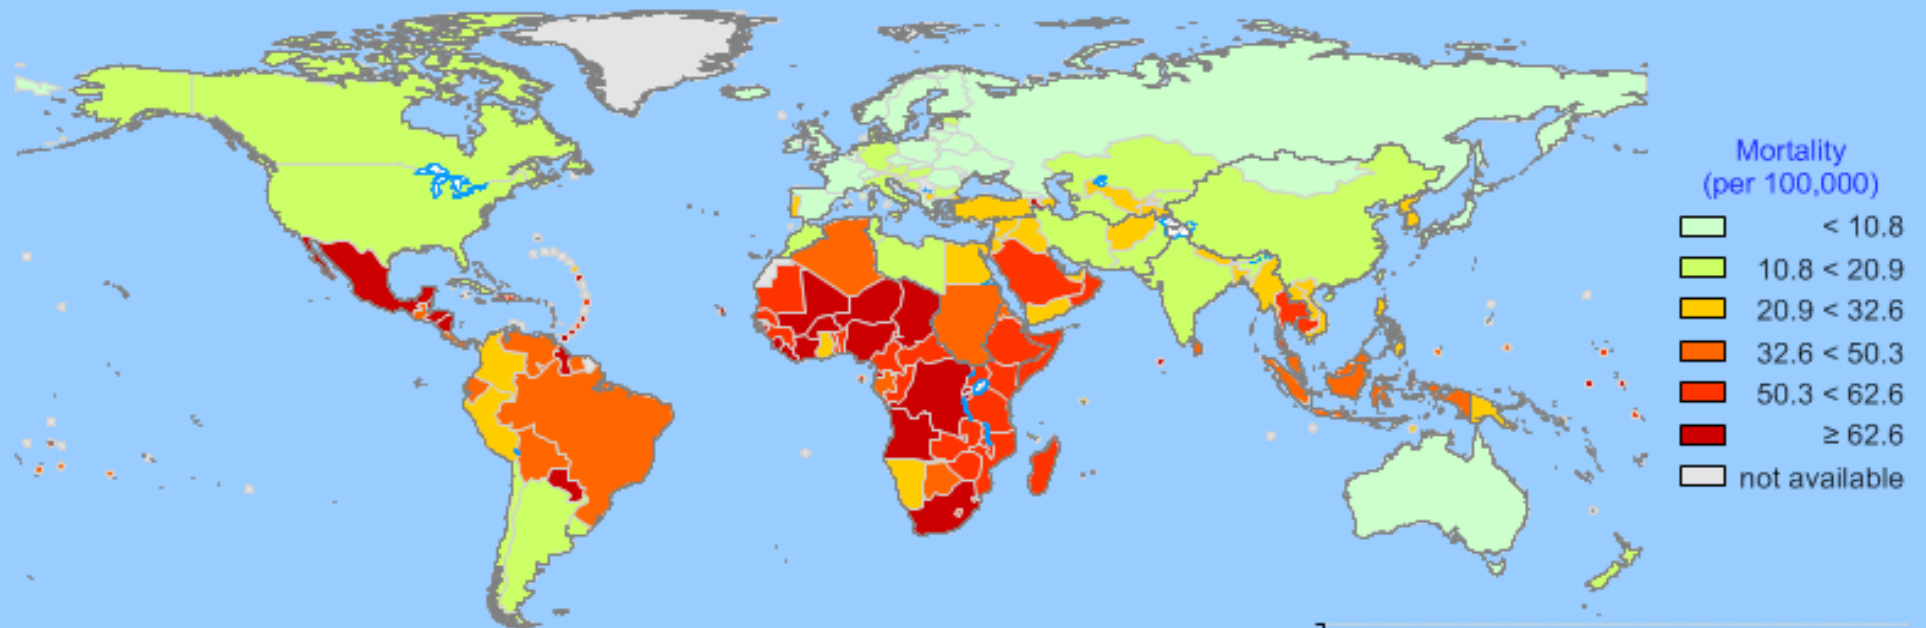 Mortality
(per 100,000)
< 10.8
10.8 < 20.9
20.9 < 32.6
32.6 < 50.3
50.3 < 62.6
≥ 62.6
not available